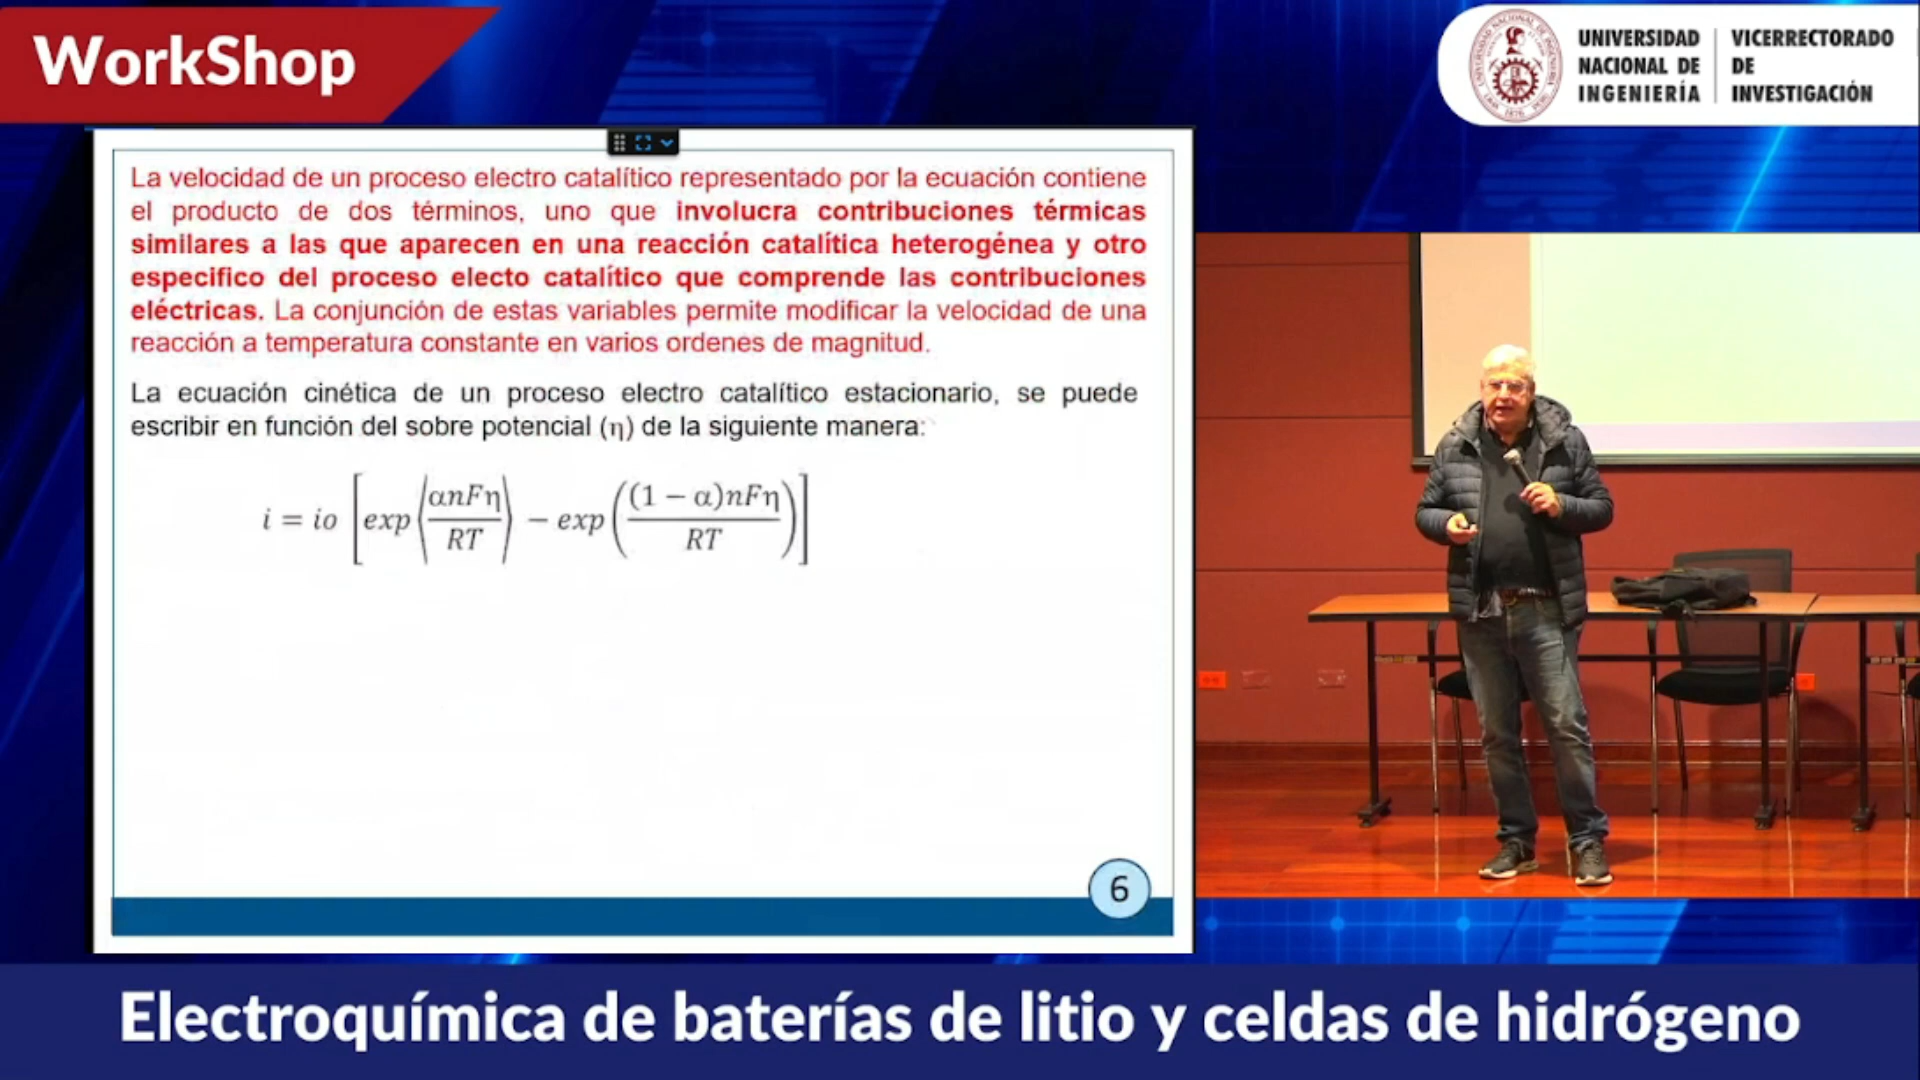 WorkShop
UNIVERSIDAD
NACIONAL DE
INGENIERÍA
VICERRECTORADO
DE
INVESTIGACIÓN
La velocidad de un proceso electro catalítico representado por la ecuación contiene
el producto de dos términos, uno que involucra contribuciones térmicas
similares a las que aparecen en una reacción catalítica heterogénea y otro
especifico del proceso electo catalítico que comprende las contribuciones
eléctricas. La conjunción de estas variables permite modificar la velocidad de una
reacción a temperatura constante en varios ordenes de magnitud.
La ecuación cinética de un proceso electro catalítico estacionario, se puede
escribir en función del sobre potencial (η) de la siguiente manera:
i = io [exp(αnFη/RT) − exp((1 − α)nFη/RT)]
6
Electroquímica de baterías de litio y celdas de hidrógeno